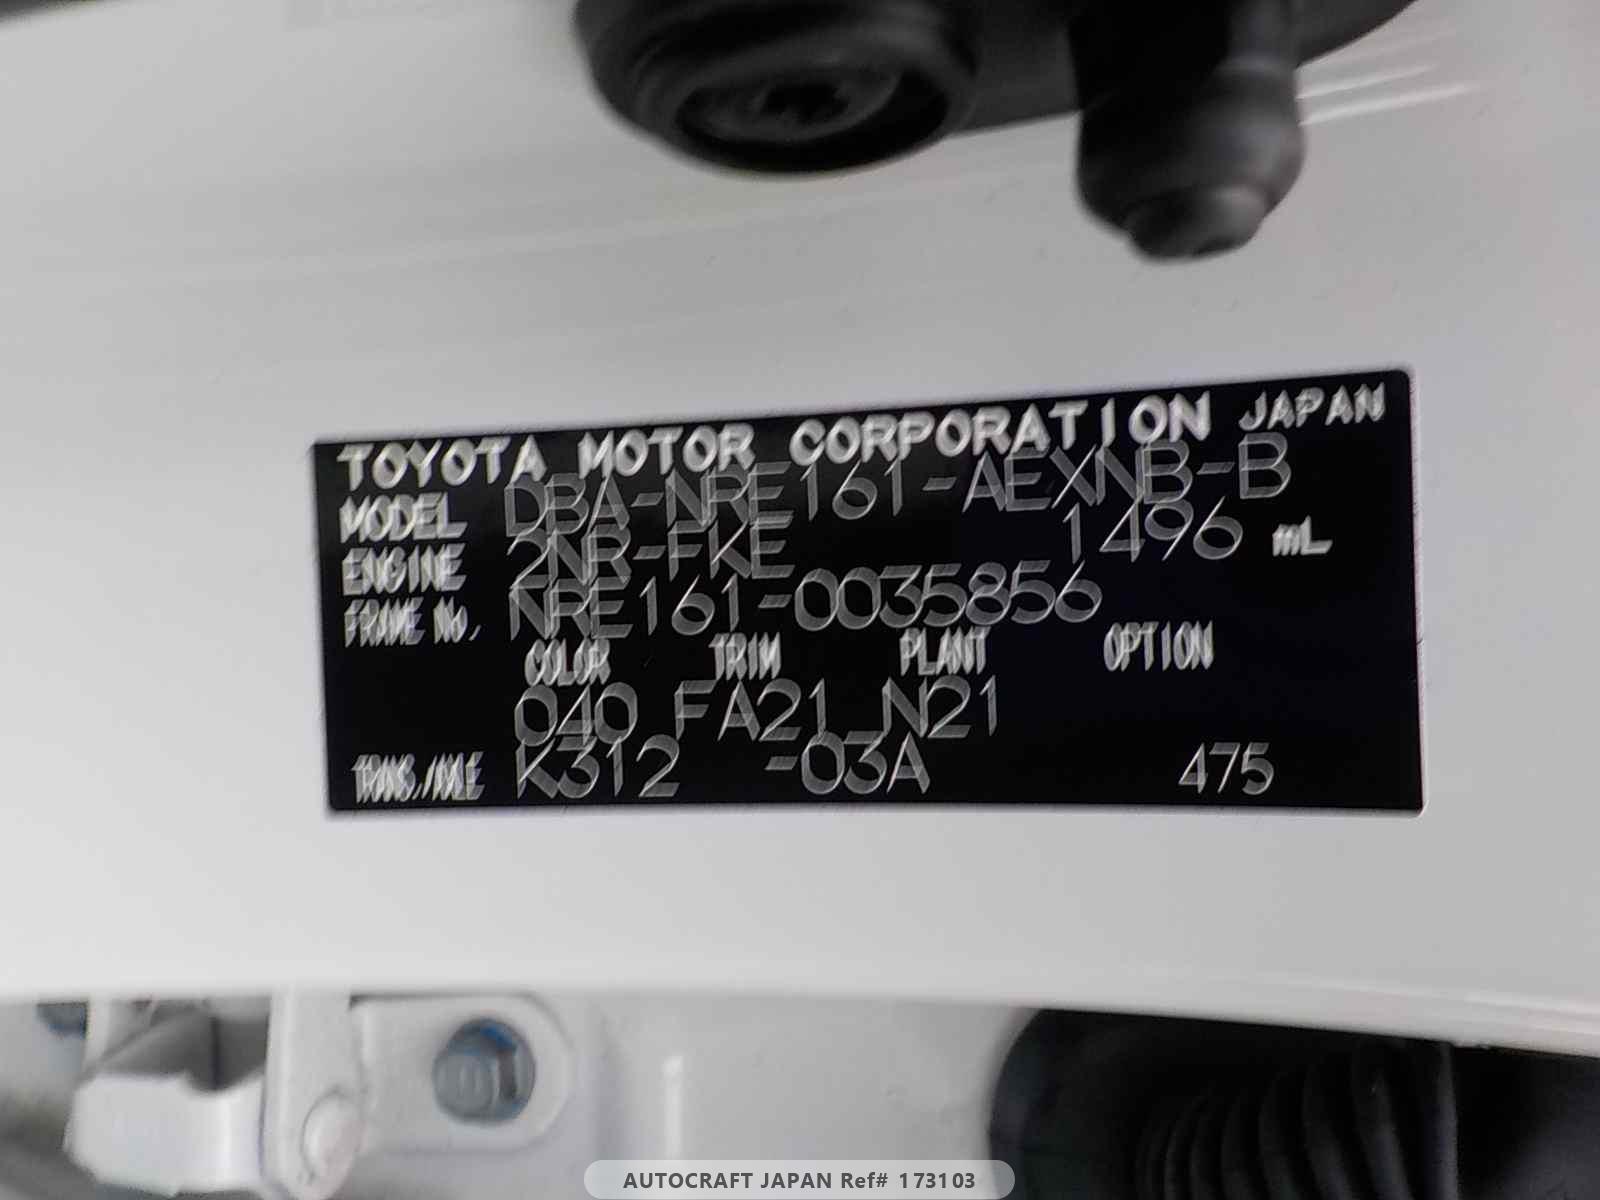 TOYOTA MOTOR CORPORATION JAPAN
MODEL DBA-NRE161-AEXNB-B
ENGINE 2NR-FKE 1496 mL
FRAME No. NRE161-0035856
COLOR TRIM PLANT OPTION
040 FA21 N21
TRANS./AXLE K312 -03A 475
AUTOCRAFT JAPAN Ref# 173103